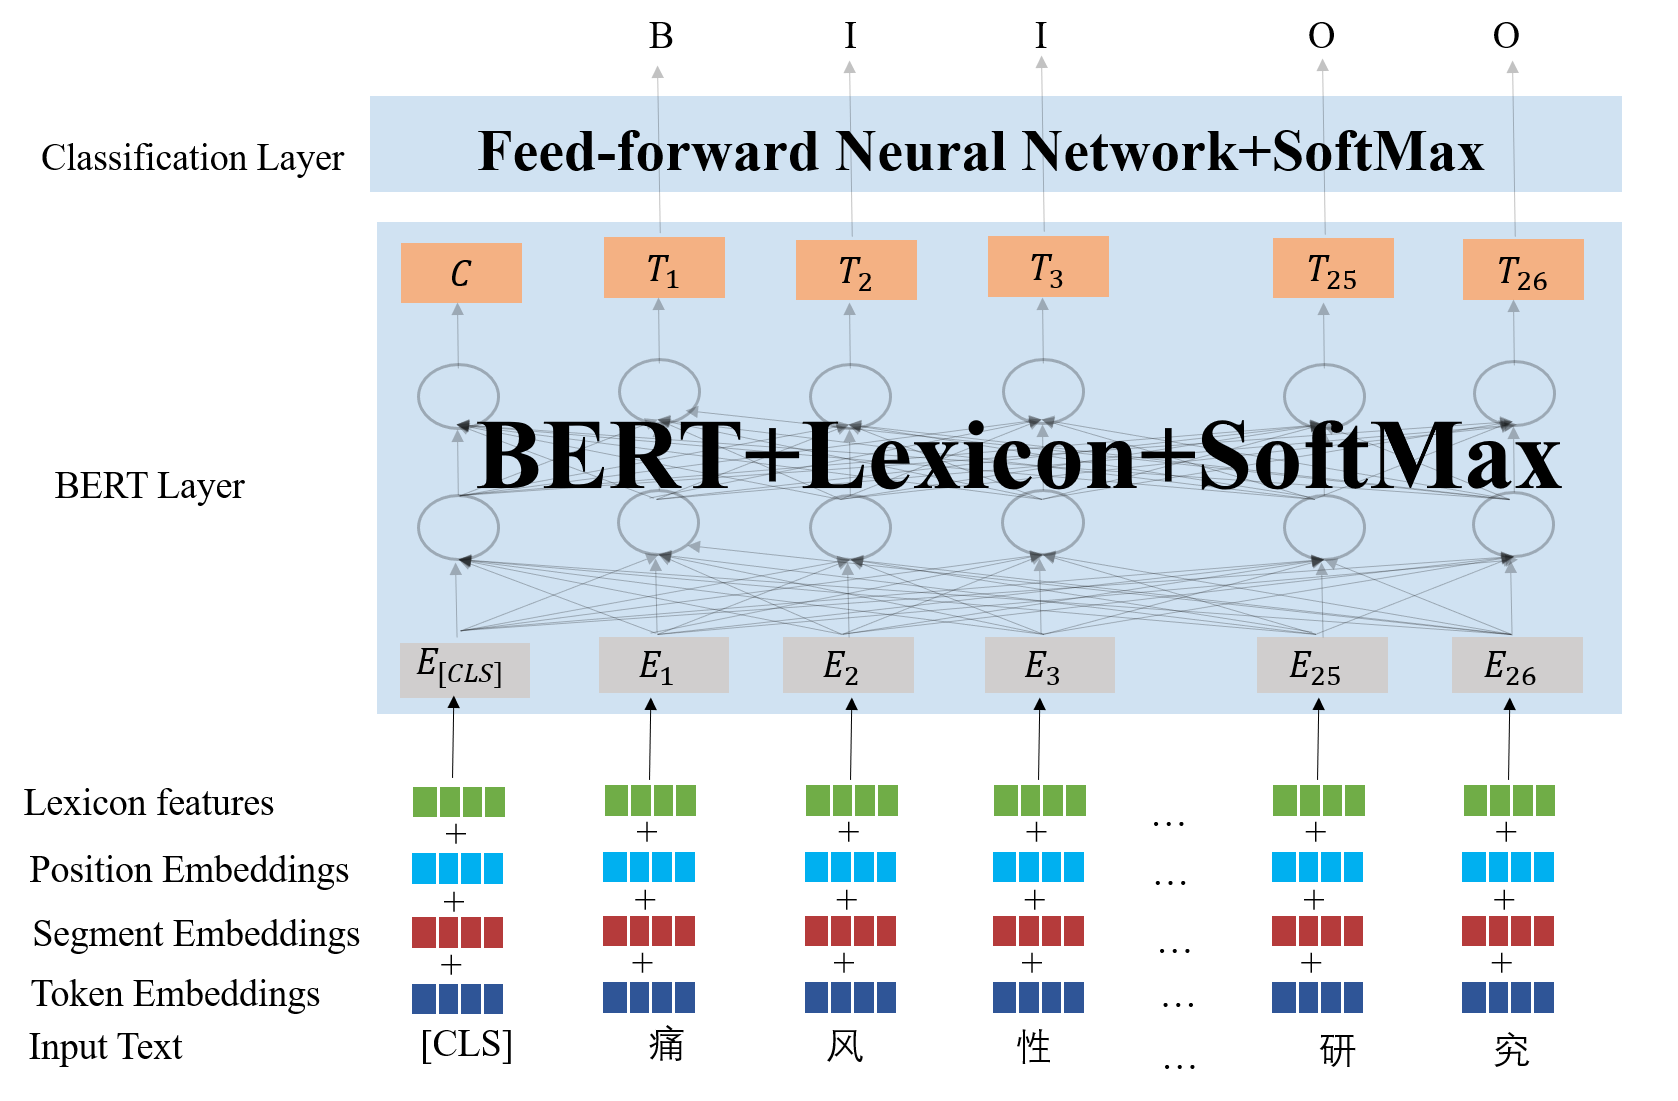 B I I O O
Classification Layer
Feed-forward Neural Network+SoftMax
C T₁ T₂ T₃ T₂₅ T₂₆
BERT Layer
BERT+Lexicon+SoftMax
E[CLS] E₁ E₂ E₃ E₂₅ E₂₆
Lexicon features ...
+ + + + + +
Position Embeddings ...
+ + + + + +
Segment Embeddings ...
+ + + + + +
Token Embeddings ...
Input Text [CLS] 痛 风 性 ... 研 究